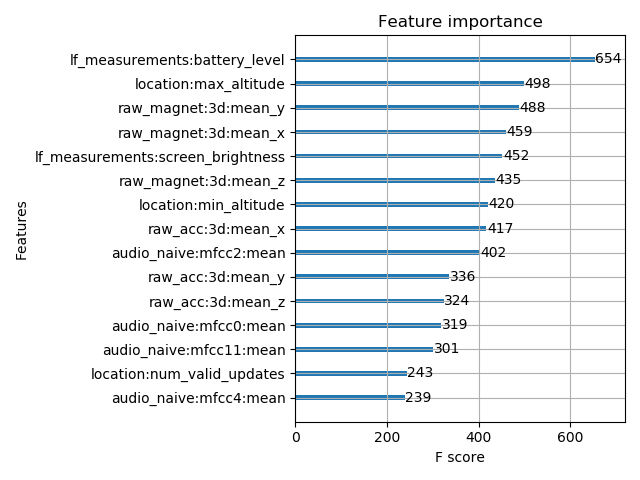 Feature importance
lf_measurements:battery_level 654
location:max_altitude 498
raw_magnet:3d:mean_y 488
raw_magnet:3d:mean_x 459
lf_measurements:screen_brightness 452
raw_magnet:3d:mean_z 435
location:min_altitude 420
raw_acc:3d:mean_x 417
audio_naive:mfcc2:mean 402
raw_acc:3d:mean_y 336
raw_acc:3d:mean_z 324
audio_naive:mfcc0:mean 319
audio_naive:mfcc11:mean 301
location:num_valid_updates 243
audio_naive:mfcc4:mean 239
Features
0 200 400 600
F score